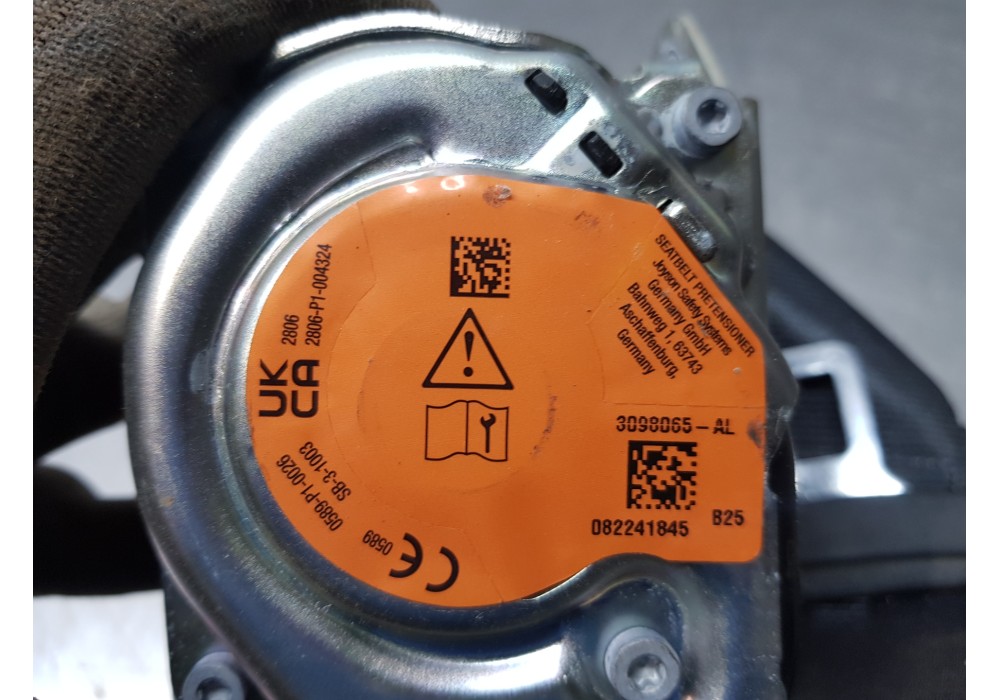 SEATBELT PRETENSIONER
Joyson Safety Systems
Germany GmbH
Bahnweg 1, 63743
Aschaffenburg,
Germany
3098065-AL
082241845
B25
2806
2806-P1-004324
UK
CA
SB-3-1003
0589-P1-0026
0589
CE